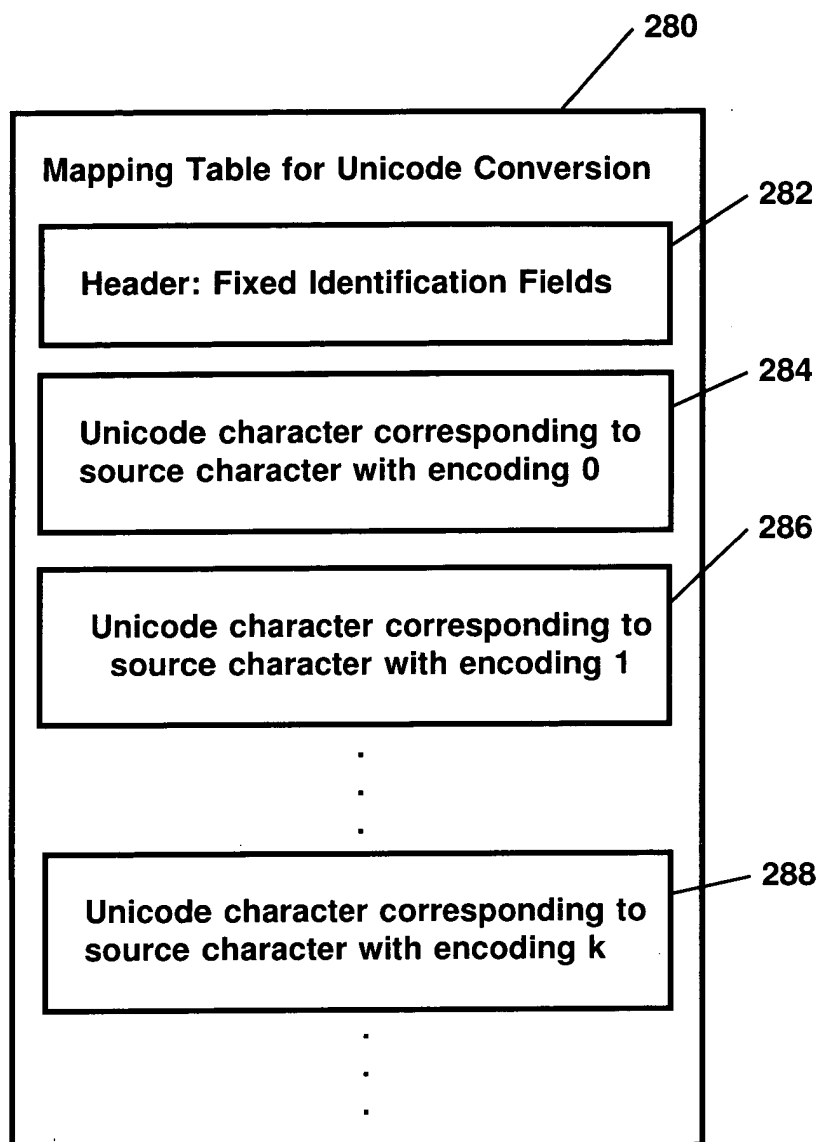 280
Mapping Table for Unicode Conversion
282
Header: Fixed Identification Fields
284
Unicode character corresponding to
source character with encoding 0
286
Unicode character corresponding to
source character with encoding 1
.
.
.
288
Unicode character corresponding to
source character with encoding k
.
.
.